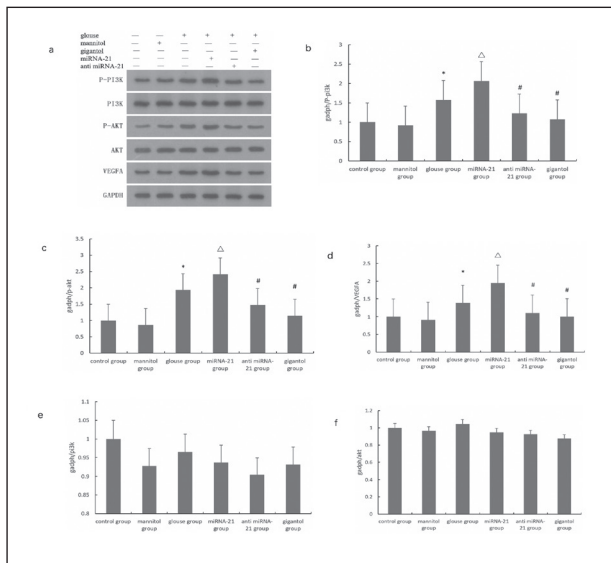 a
glouse — — + + + +
mannitol — + — — — —
gigantol — — — — — +
miRNA-21 — — — + — —
anti miRNA-21 — — — — + —
P-PI3K
PI3K
P-AKT
AKT
VEGFA
GAPDH
b
gadph/P-pi3k
3
2.5
2
1.5
1
0.5
0
*
△
#
#
control group
mannitol group
glouse group
miRNA-21 group
anti miRNA-21 group
gigantol group
c
gadph/p-akt
3.5
3
2.5
2
1.5
1
0.5
0
*
△
#
#
control group
mannitol group
glouse group
miRNA-21 group
anti miRNA-21 group
gigantol group
d
gadph/VEGFA
3
2.5
2
1.5
1
0.5
0
*
△
#
#
control group
mannitol group
glouse group
miRNA-21 group
anti miRNA-21 group
gigantol group
e
gadph/pi3k
1.1
1.05
1
0.95
0.9
0.85
0.8
control group
mannitol group
glouse group
miRNA-21 group
anti miRNA-21 group
gigantol group
f
gadph/akt
1.2
1
0.8
0.6
0.4
0.2
0
control group
mannitol group
glouse group
miRNA-21 group
anti miRNA-21 group
gigantol group